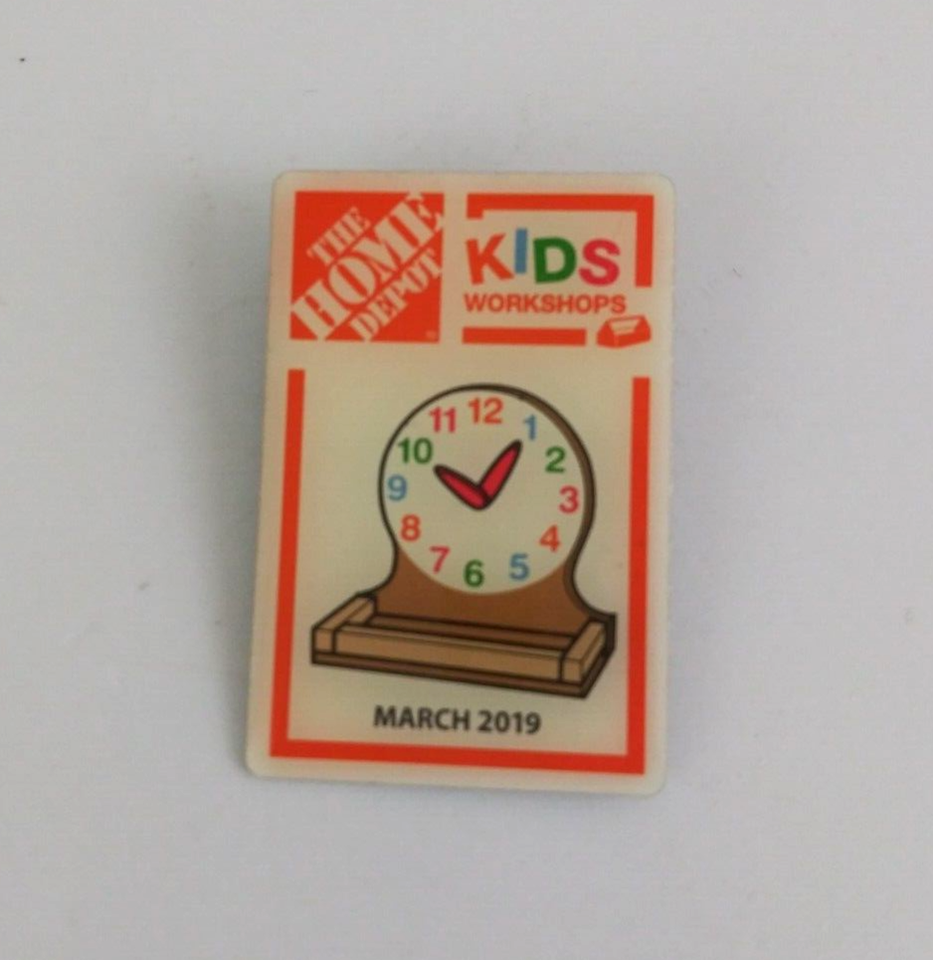 THE
HOME
DEPOT
KIDS
WORKSHOPS
12
11
1
10
2
9
3
8
4
7
5
6
MARCH 2019